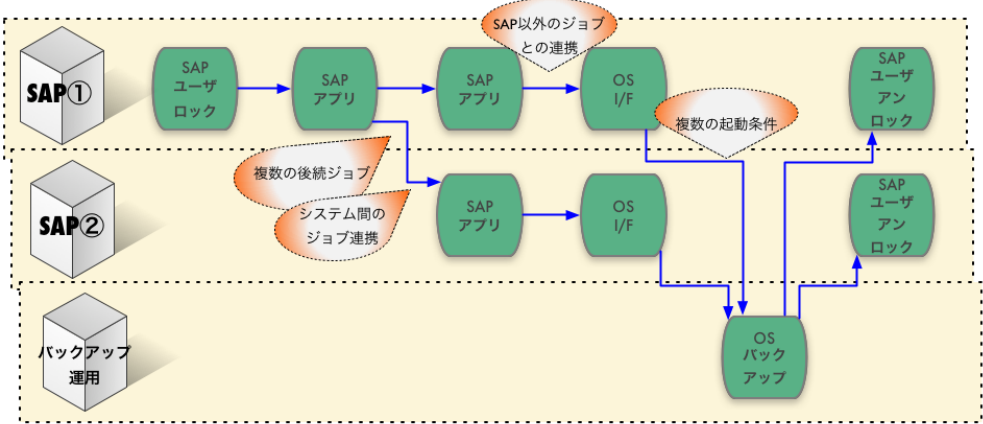 SAP以外のジョブ
との連携
SAP①
SAP
ユーザ
ロック
SAP
アプリ
SAP
アプリ
OS
I/F
SAP
ユーザ
アン
ロック
複数の起動条件
複数の後続ジョブ
システム間の
ジョブ連携
SAP②
SAP
アプリ
OS
I/F
SAP
ユーザ
アン
ロック
バックアップ
運用
OS
バック
アップ